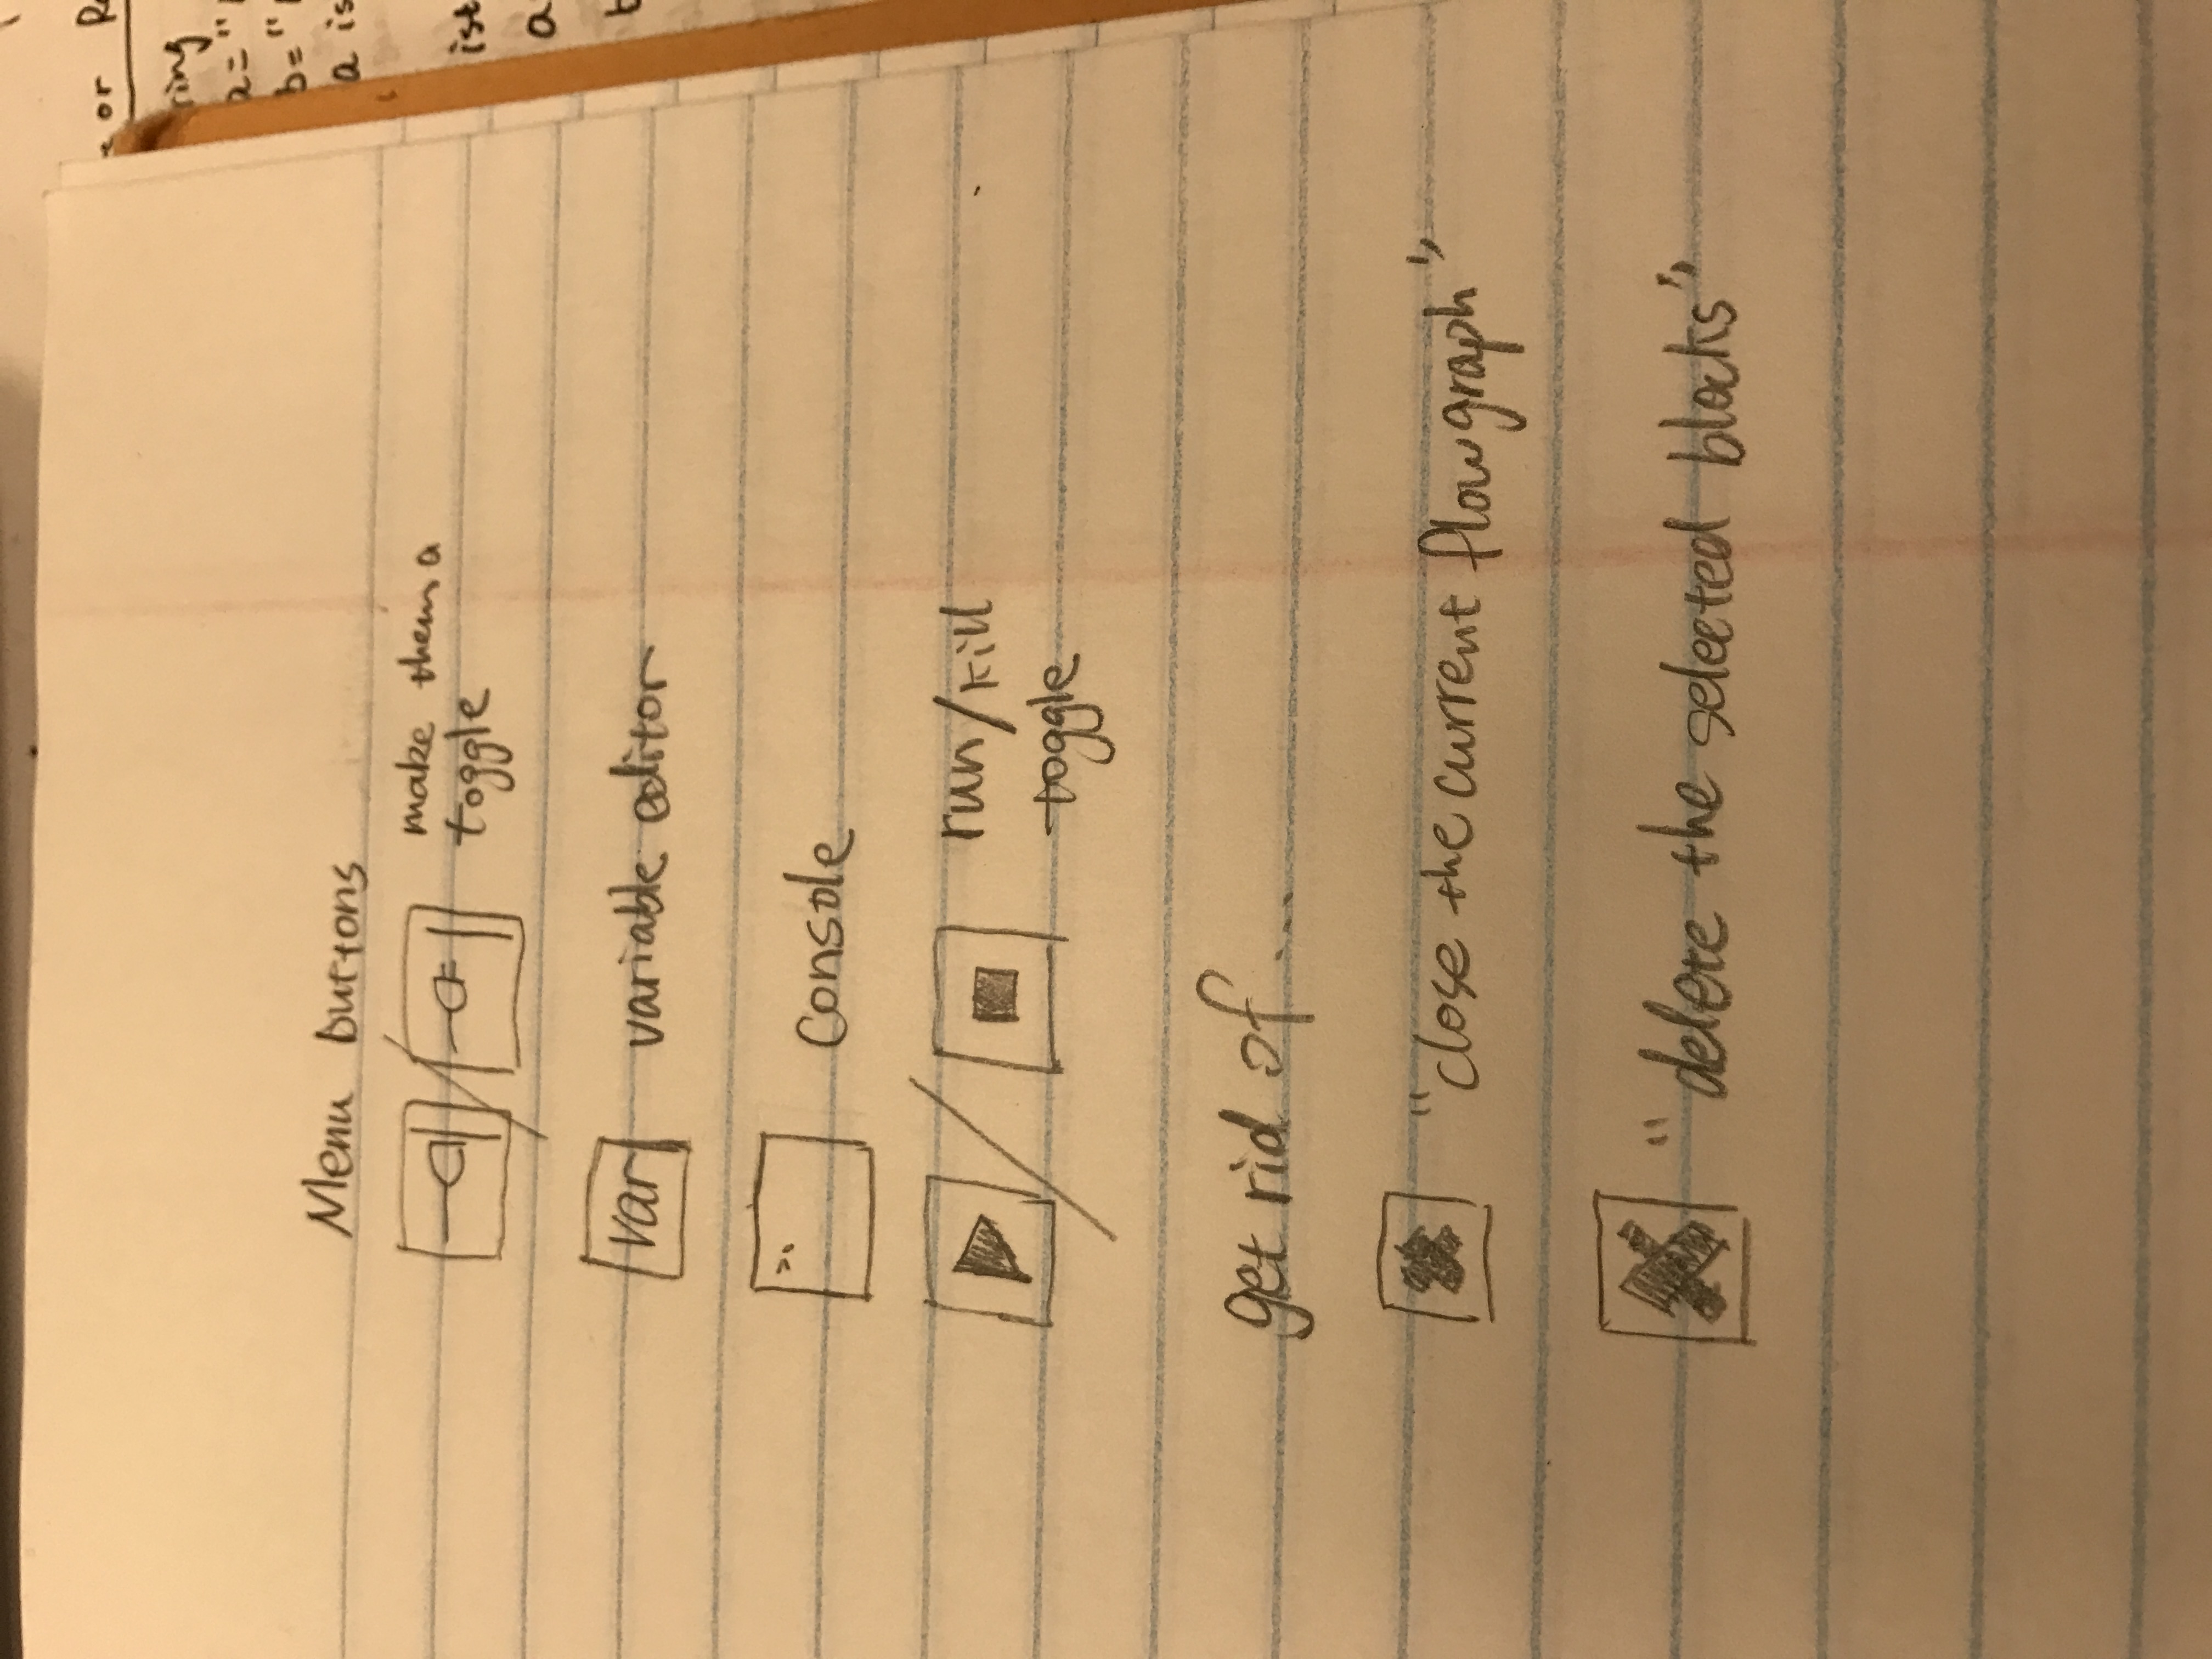 Menu buttons
make them a
toggle
var variable editor
>. Console
run/kill
toggle
get rid of ...
"close the current flowgraph"
"delete the selected blocks"
or
ring
a="
b="
a is
ist
a